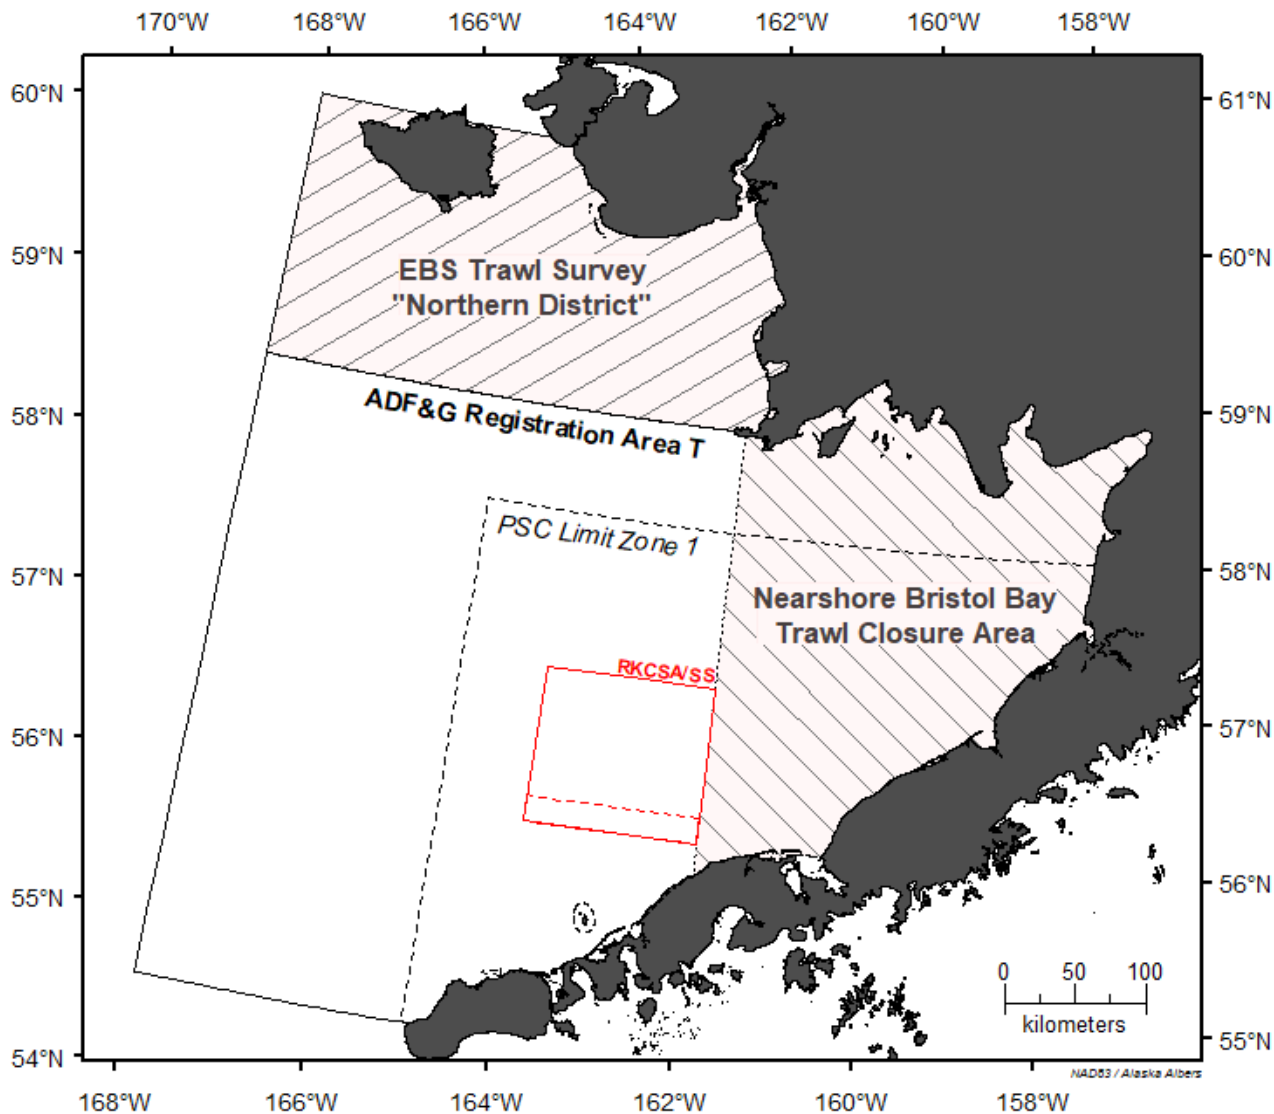 170°W 168°W 166°W 164°W 162°W 160°W 158°W
60°N
61°N
59°N
60°N
EBS Trawl Survey
"Northern District"
58°N
59°N
ADF&G Registration Area T
PSC Limit Zone 1
57°N
58°N
Nearshore Bristol Bay
Trawl Closure Area
RKCSA/SS
56°N
57°N
55°N
56°N
0 50 100
kilometers
54°N
55°N
NAD83 / Alaska Albers
168°W 166°W 164°W 162°W 160°W 158°W